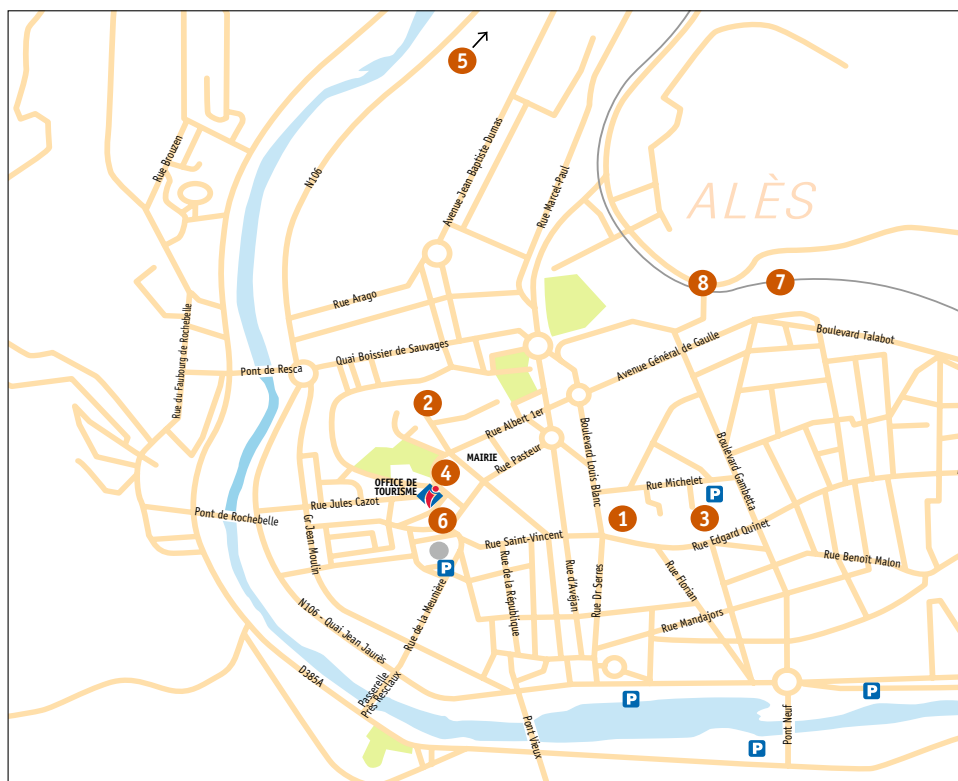 5
Rue Brouzen
N106
Avenue Jean Baptiste Dumas
Rue Marcel-Paul
ALÈS
8
7
Rue Arago
Rue du Faubourg de Rochebelle
Pont de Resca
Quai Boissier de Sauvages
Avenue Général de Gaulle
Boulevard Talabot
2
Rue Albert 1er
Boulevard Louis Blanc
Boulevard Gambetta
MAIRIE
Rue Pasteur
4
OFFICE DE
TOURISME
Rue Michelet
P
Rue Jules Cazot
Pont de Rochebelle
6
1
3
Gr Jean Moulin
Rue Saint-Vincent
Rue Edgard Quinet
Rue Benoît Malon
P
Rue de la Meunière
Rue de la République
Rue d'Avéjan
Rue Dr Serres
Rue Florian
Rue Mandajors
N106 - Quai Jean Jaurès
D385A
Passerelle
Près Resclaux
P
P
Pont Vieux
P
Pont Neuf